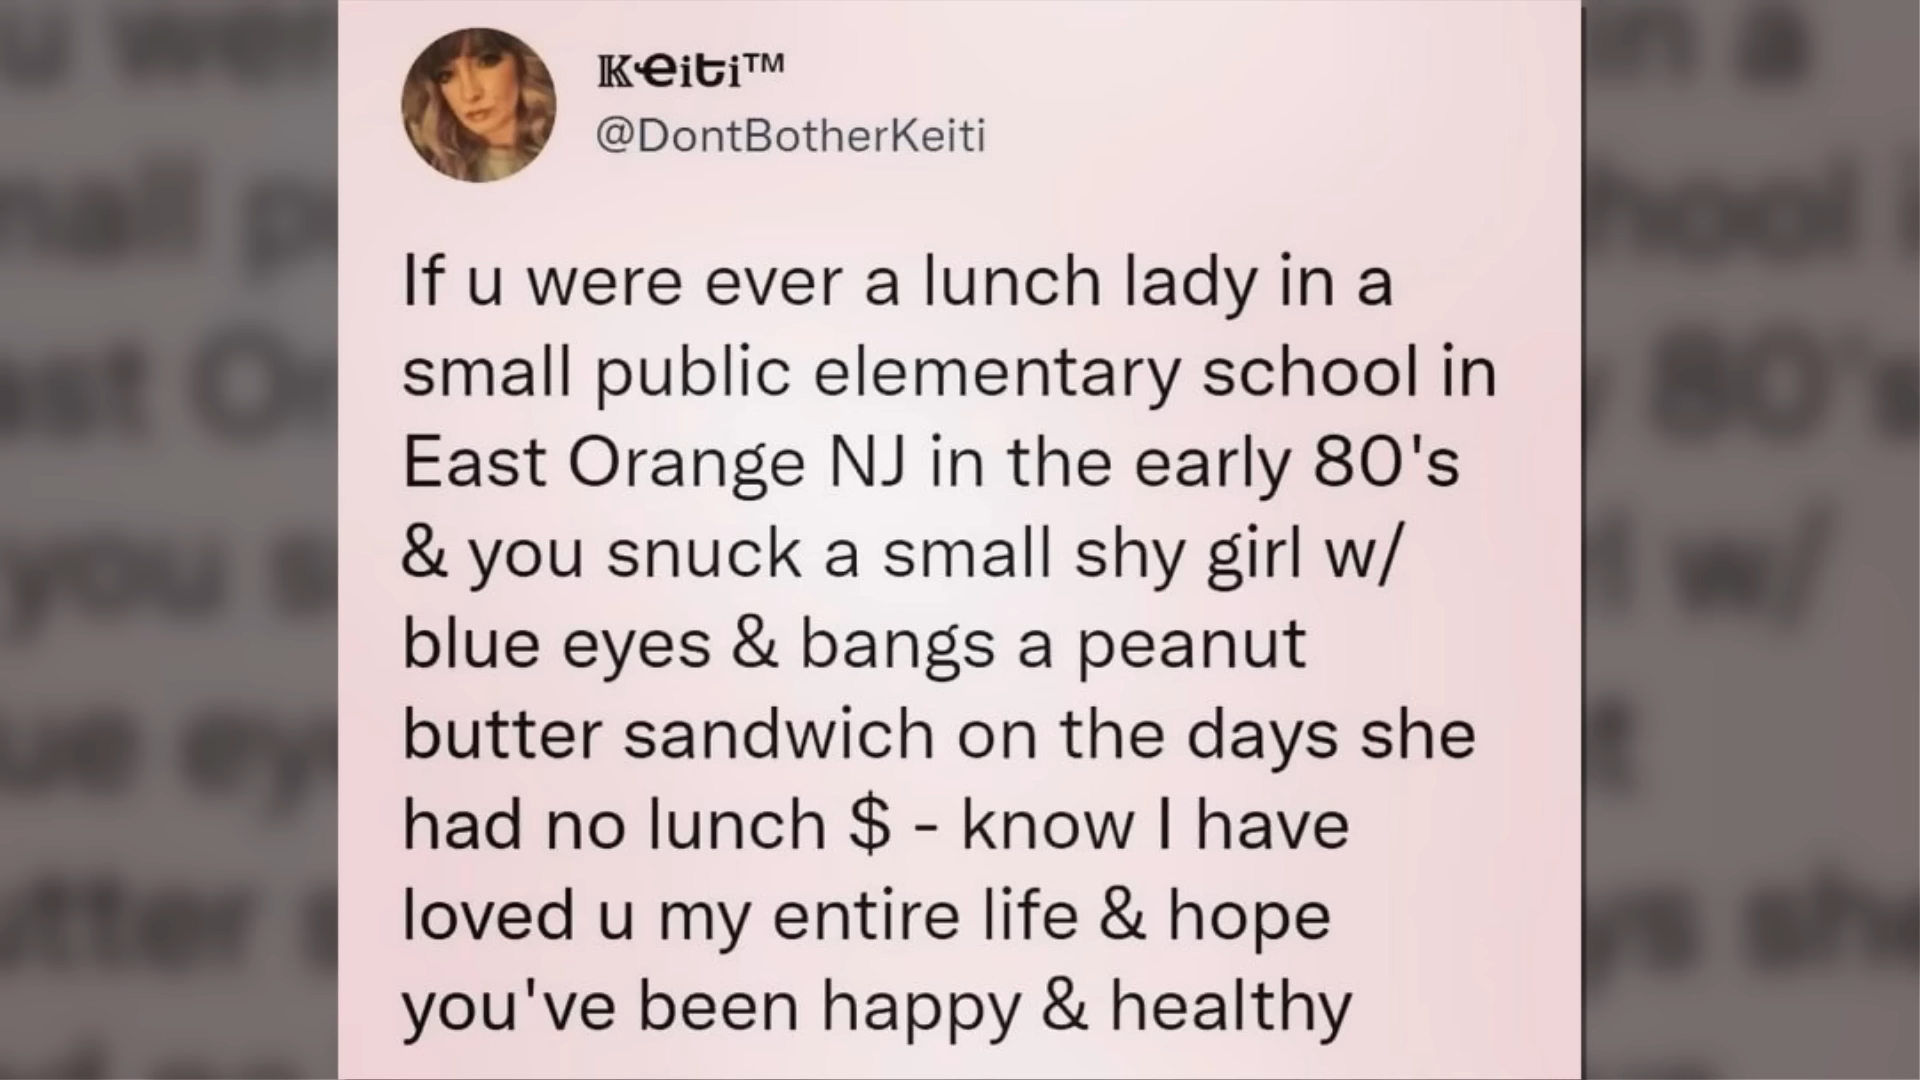 𝕂ҽιƚι™
@DontBotherKeiti
If u were ever a lunch lady in a
small public elementary school in
East Orange NJ in the early 80's
& you snuck a small shy girl w/
blue eyes & bangs a peanut
butter sandwich on the days she
had no lunch $ - know I have
loved u my entire life & hope
you've been happy & healthy